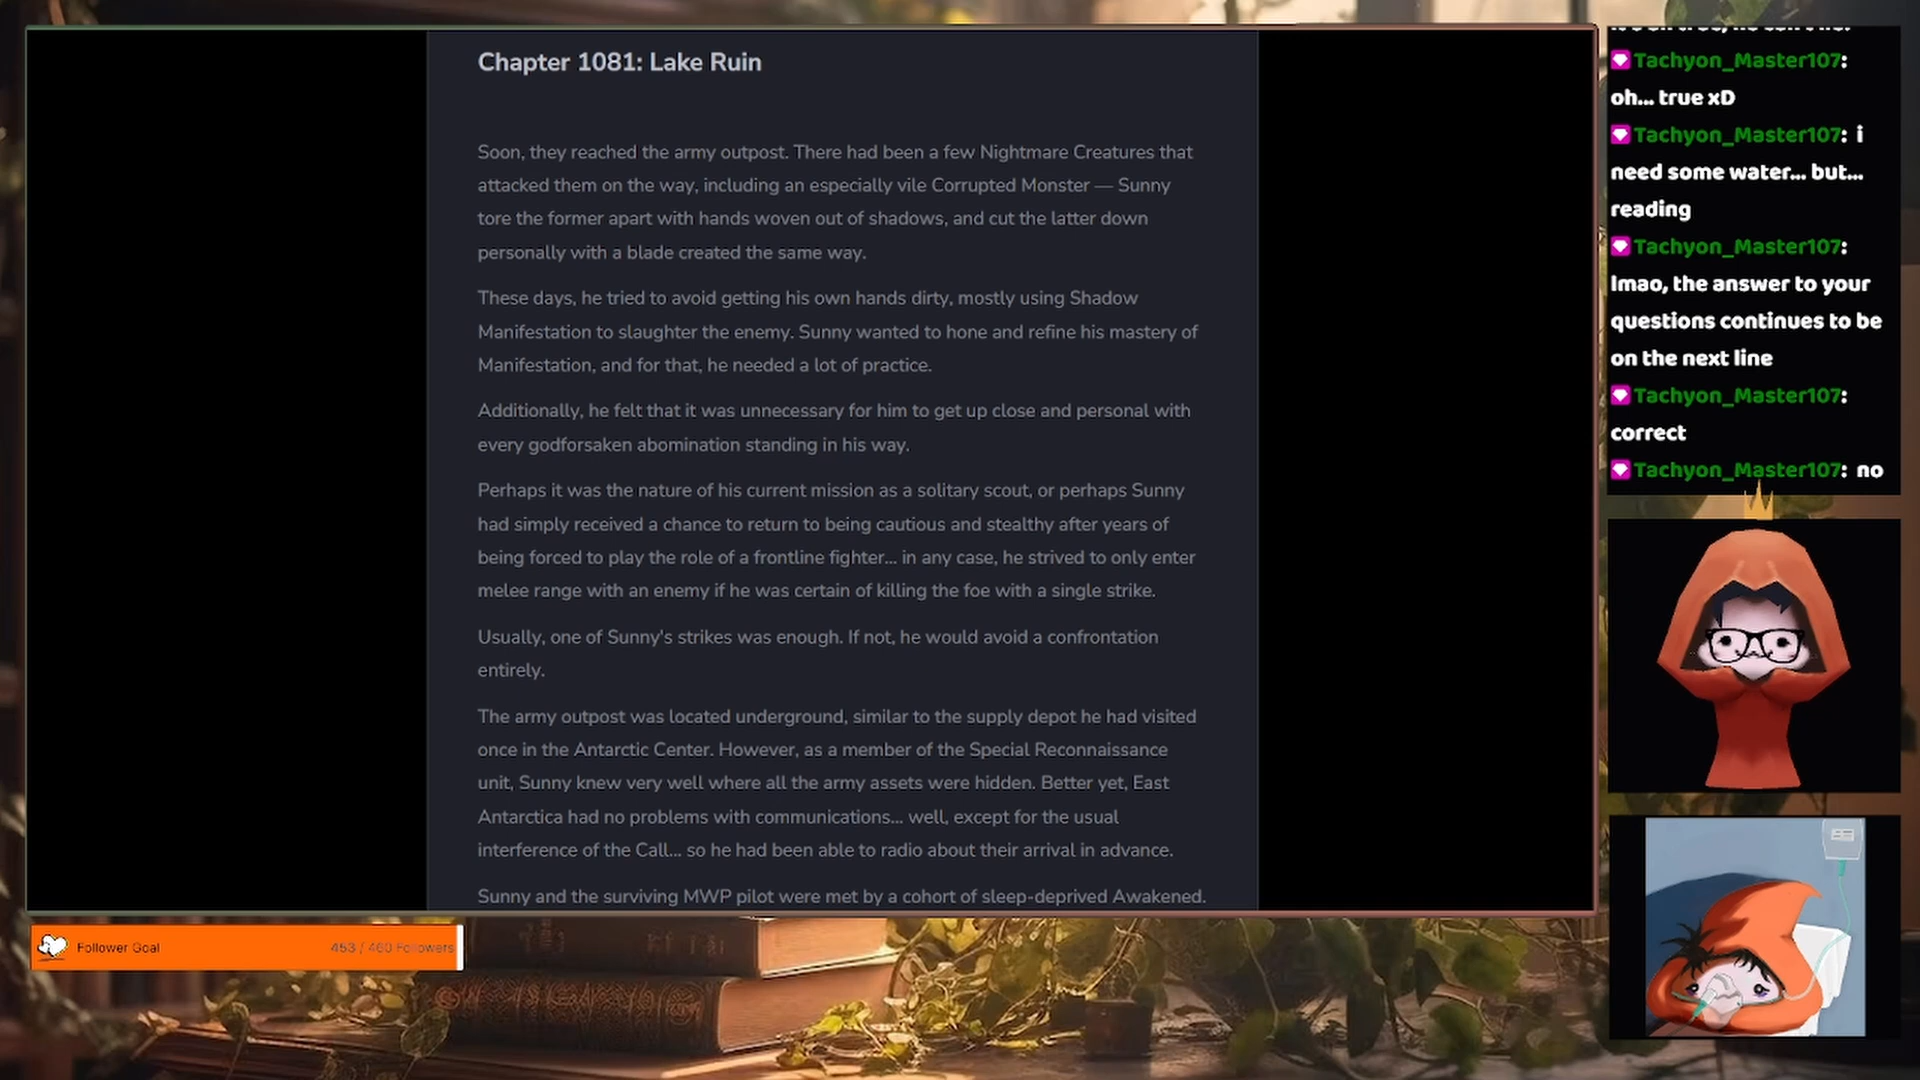 Chapter 1081: Lake Ruin
Soon, they reached the army outpost. There had been a few Nightmare Creatures that
attacked them on the way, including an especially vile Corrupted Monster — Sunny
tore the former apart with hands woven out of shadows, and cut the latter down
personally with a blade created the same way.
These days, he tried to avoid getting his own hands dirty, mostly using Shadow
Manifestation to slaughter the enemy. Sunny wanted to hone and refine his mastery of
Manifestation, and for that, he needed a lot of practice.
Additionally, he felt that it was unnecessary for him to get up close and personal with
every godforsaken abomination standing in his way.
Perhaps it was the nature of his current mission as a solitary scout, or perhaps Sunny
had simply received a chance to return to being cautious and stealthy after years of
being forced to play the role of a frontline fighter... in any case, he strived to only enter
melee range with an enemy if he was certain of killing the foe with a single strike.
Usually, one of Sunny's strikes was enough. If not, he would avoid a confrontation
entirely.
The army outpost was located underground, similar to the supply depot he had visited
once in the Antarctic Center. However, as a member of the Special Reconnaissance
unit, Sunny knew very well where all the army assets were hidden. Better yet, East
Antarctica had no problems with communications... well, except for the usual
interference of the Call... so he had been able to radio about their arrival in advance.
Sunny and the surviving MWP pilot were met by a cohort of sleep-deprived Awakened.
Tachyon_Master107:
oh... true xD
Tachyon_Master107: i
need some water... but...
reading
Tachyon_Master107:
lmao, the answer to your
questions continues to be
on the next line
Tachyon_Master107:
correct
Tachyon_Master107: no
Follower Goal
453 / 460 Followers